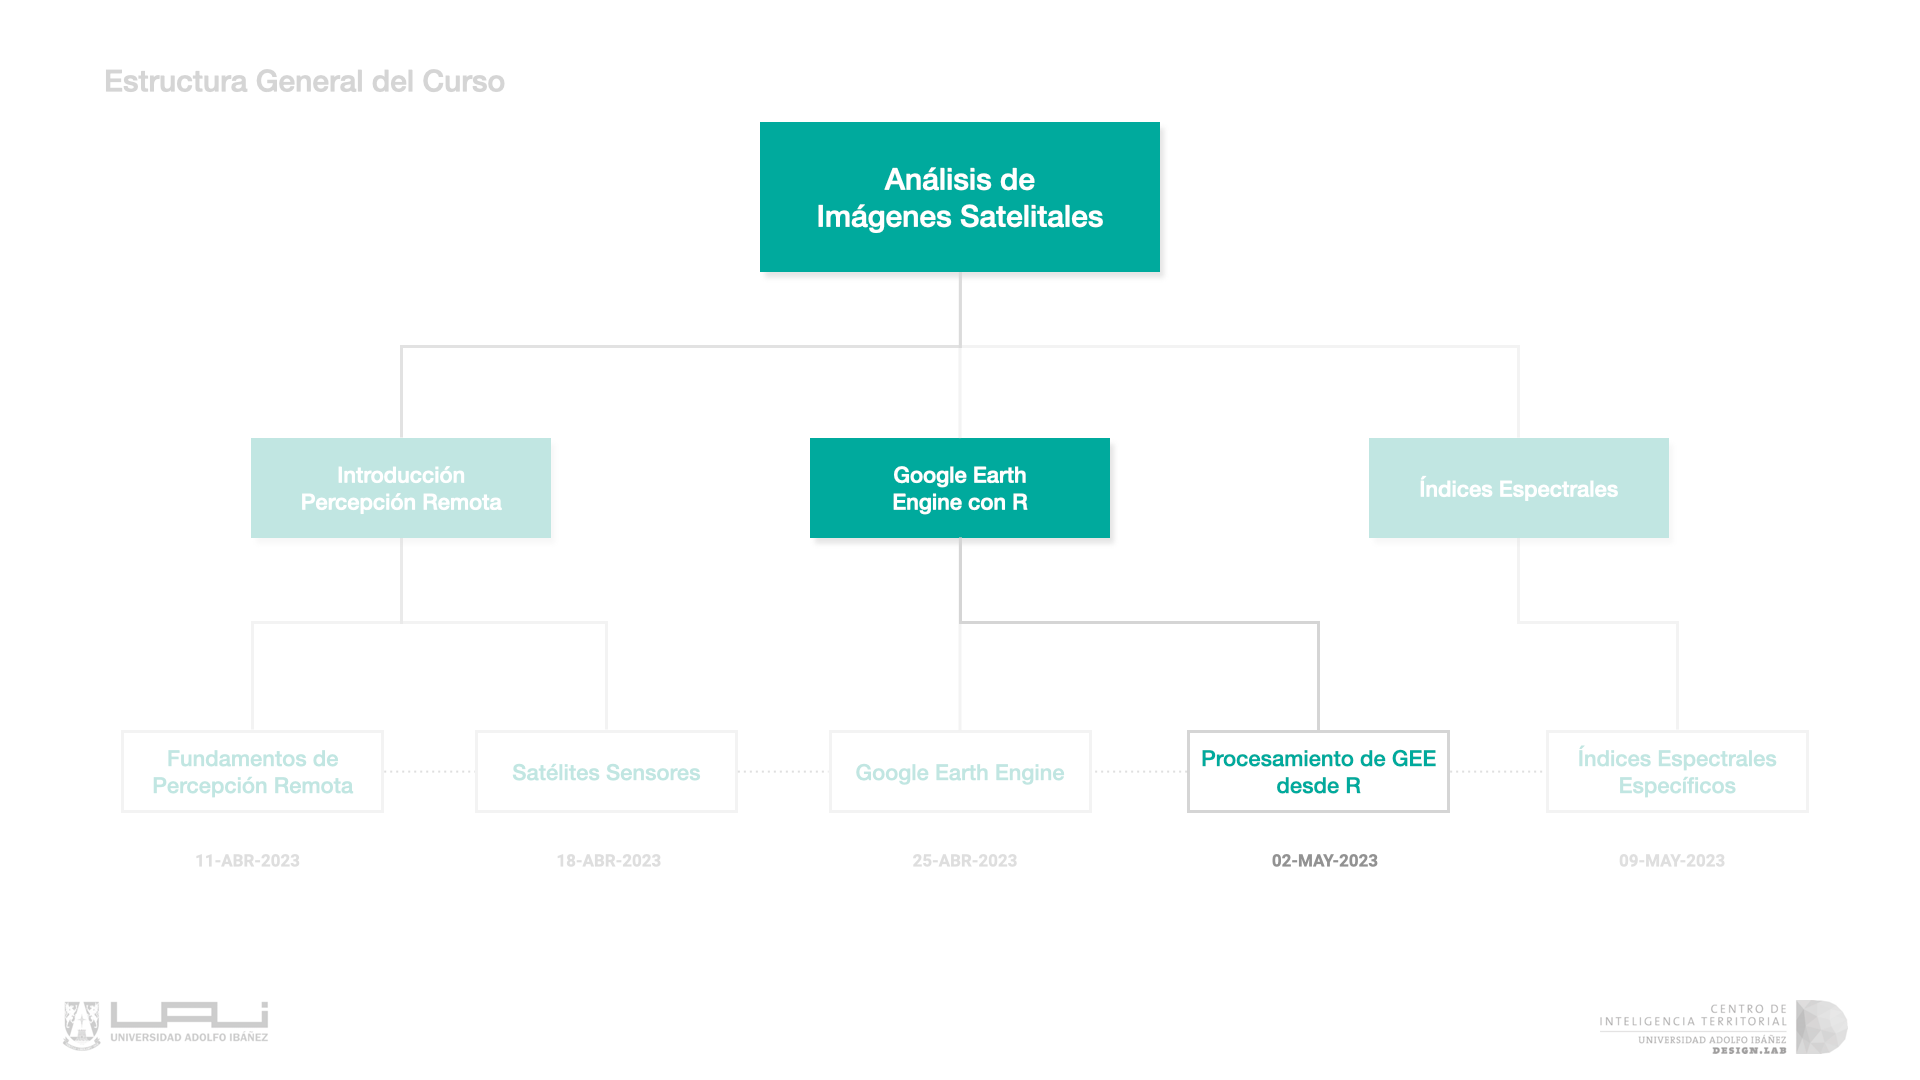 Estructura General del Curso
Análisis de
Imágenes Satelitales
Introducción
Percepción Remota
Google Earth
Engine con R
Índices Espectrales
Fundamentos de
Percepción Remota
Satélites Sensores
Google Earth Engine
Procesamiento de GEE
desde R
Índices Espectrales
Específicos
11-ABR-2023
18-ABR-2023
25-ABR-2023
02-MAY-2023
09-MAY-2023
UAI
UNIVERSIDAD ADOLFO IBÁÑEZ
CENTRO DE
INTELIGENCIA TERRITORIAL
UNIVERSIDAD ADOLFO IBÁÑEZ
DESIGN.LAB